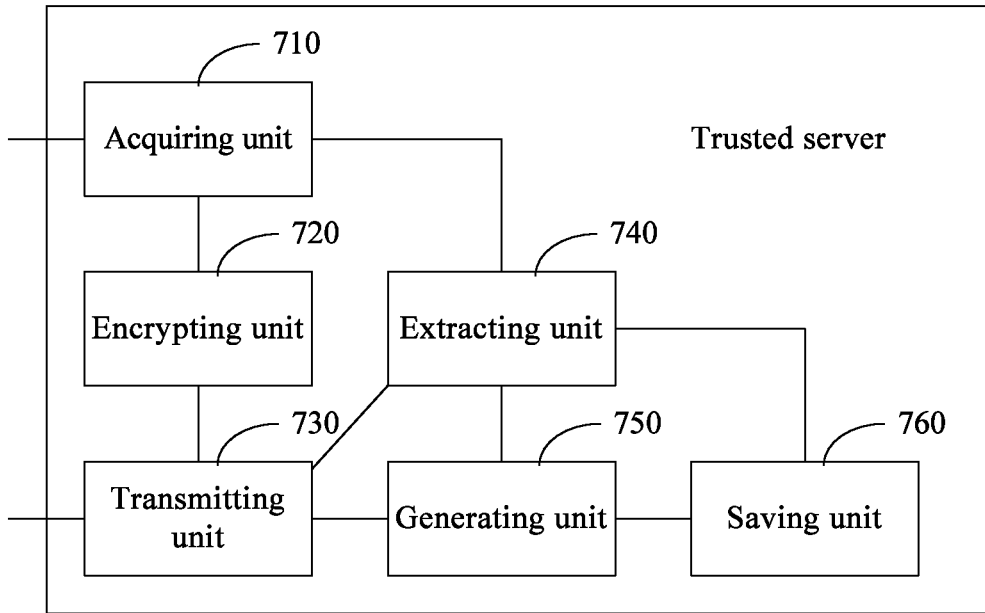 710
Acquiring unit
Trusted server
720
740
Encrypting unit
Extracting unit
730
750
760
Transmitting
unit
Generating unit
Saving unit